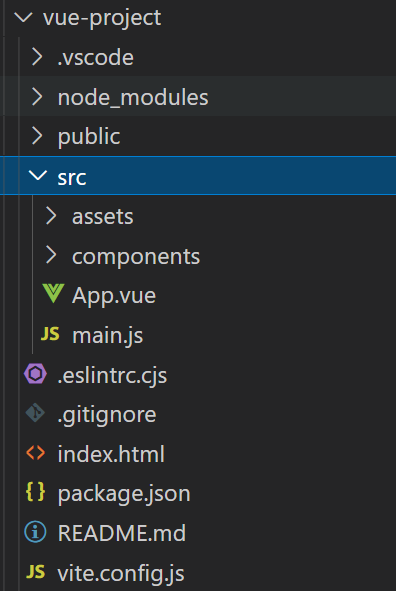 vue-project
.vscode
node_modules
public
src
assets
components
App.vue
JS main.js
.eslintrc.cjs
.gitignore
<> index.html
{} package.json
i README.md
JS vite.config.js